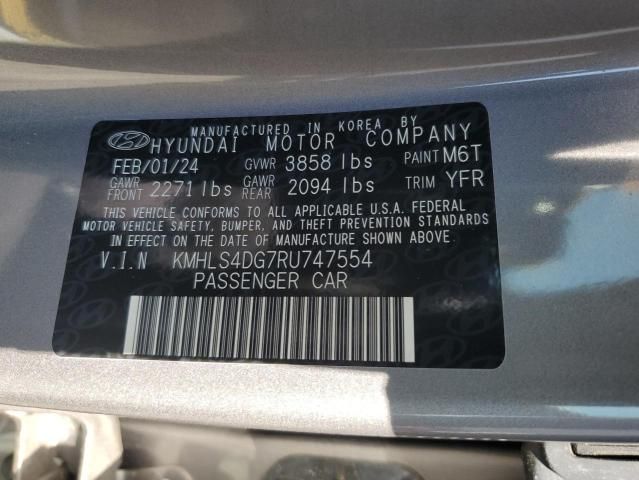 MANUFACTURED IN KOREA BY
HYUNDAI MOTOR COMPANY
FEB/01/24 GVWR 3858 lbs PAINT M6T
GAWR FRONT 2271 lbs GAWR REAR 2094 lbs TRIM YFR
THIS VEHICLE CONFORMS TO ALL APPLICABLE U.S.A. FEDERAL
MOTOR VEHICLE SAFETY, BUMPER, AND THEFT PREVENTION STANDARDS
IN EFFECT ON THE DATE OF MANUFACTURE SHOWN ABOVE.
V.I.N KMHLS4DG7RU747554
PASSENGER CAR